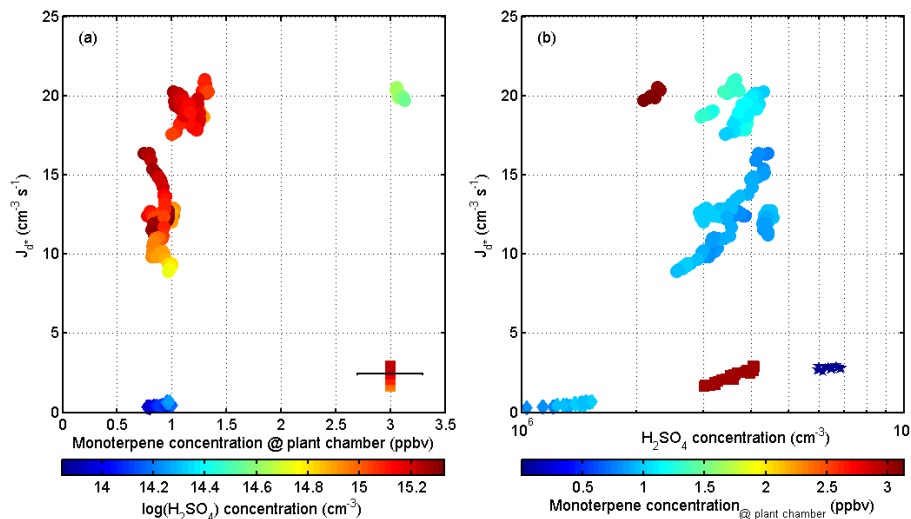 (a)
25
20
15
10
5
0
J_d* (cm⁻³ s⁻¹)
0 0.5 1 1.5 2 2.5 3 3.5
Monoterpene concentration @ plant chamber (ppbv)
14 14.2 14.4 14.6 14.8 15 15.2
log(H₂SO₄) concentration (cm⁻³)
(b)
25
20
15
10
5
0
J_d* (cm⁻³ s⁻¹)
10⁶ 10
H₂SO₄ concentration (cm⁻³)
0.5 1 1.5 2 2.5 3
Monoterpene concentration @ plant chamber (ppbv)